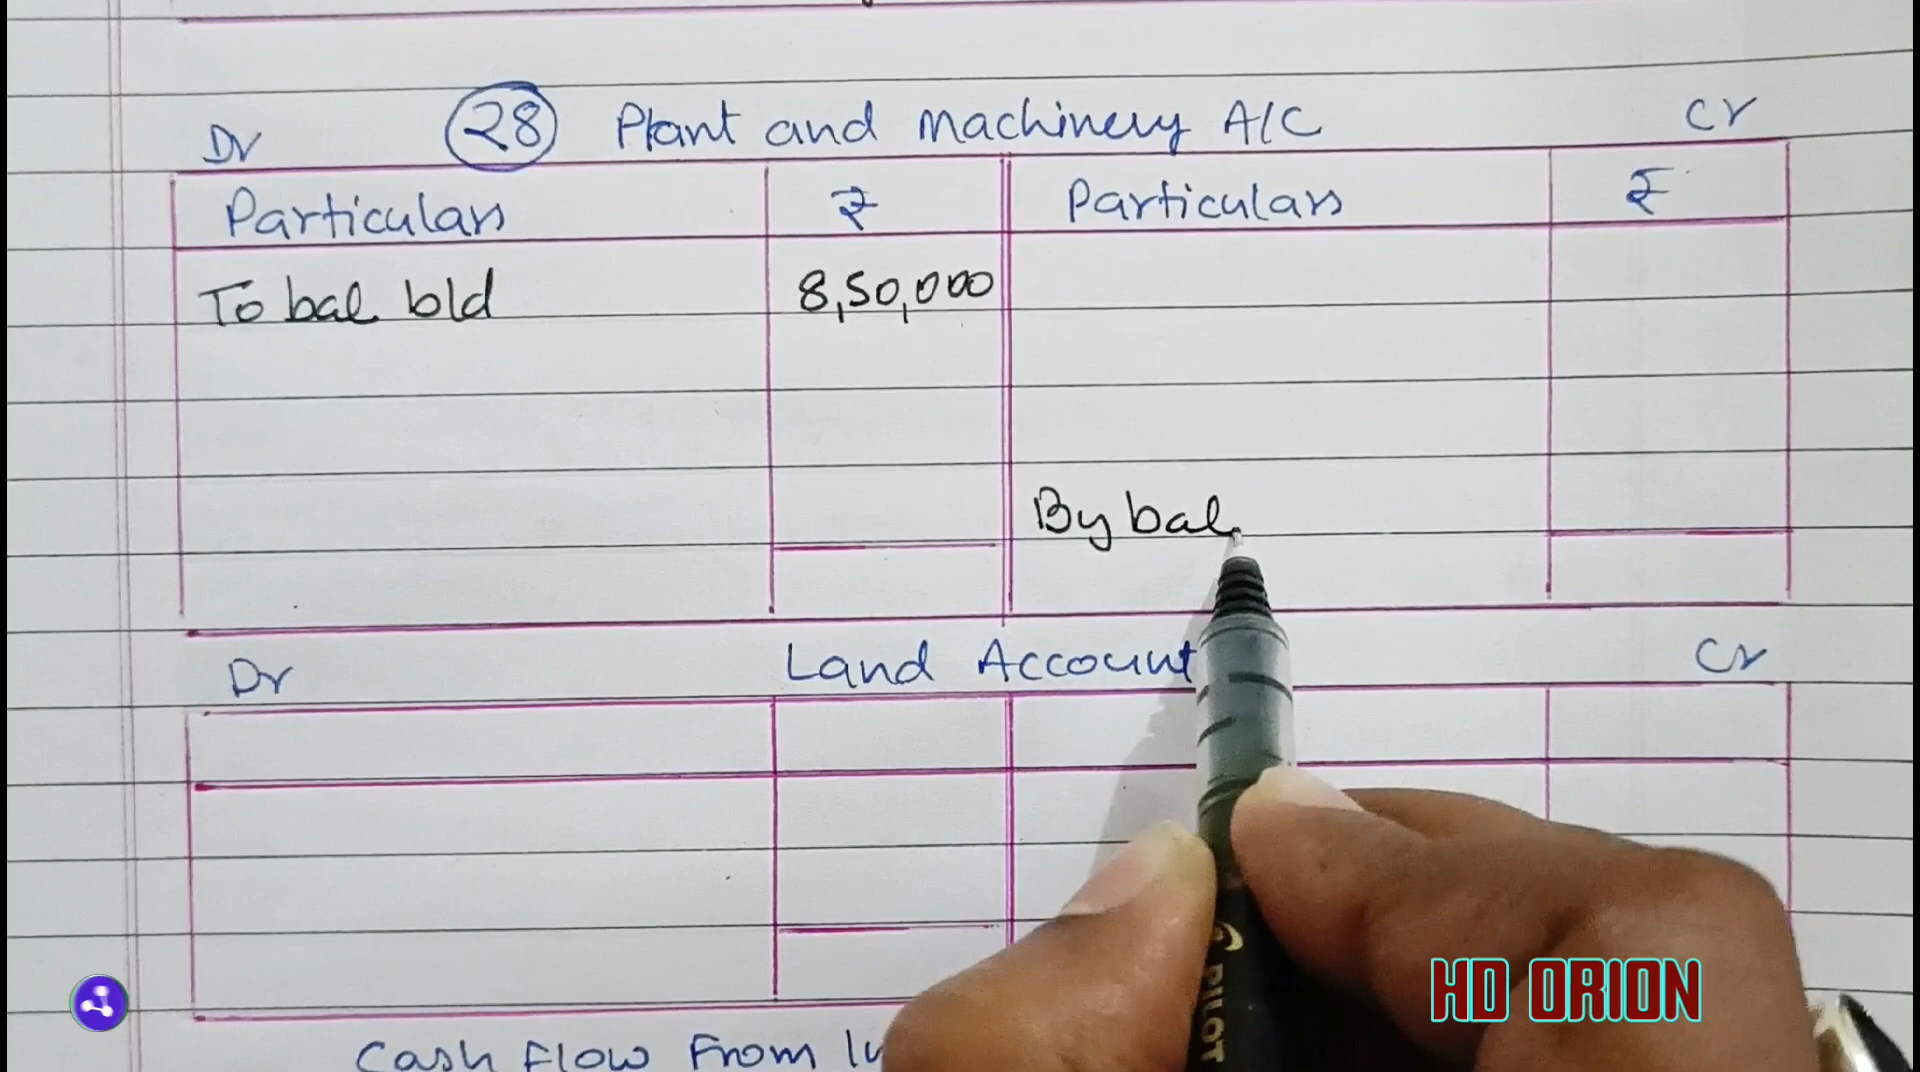 Dr (28) Plant and machinery A/C Cr
Particulars ₹ Particulars ₹
To bal b/d 8,50,000
By bal
Dr Land Account Cr
Cash Flow From
PILOT
HD ORION